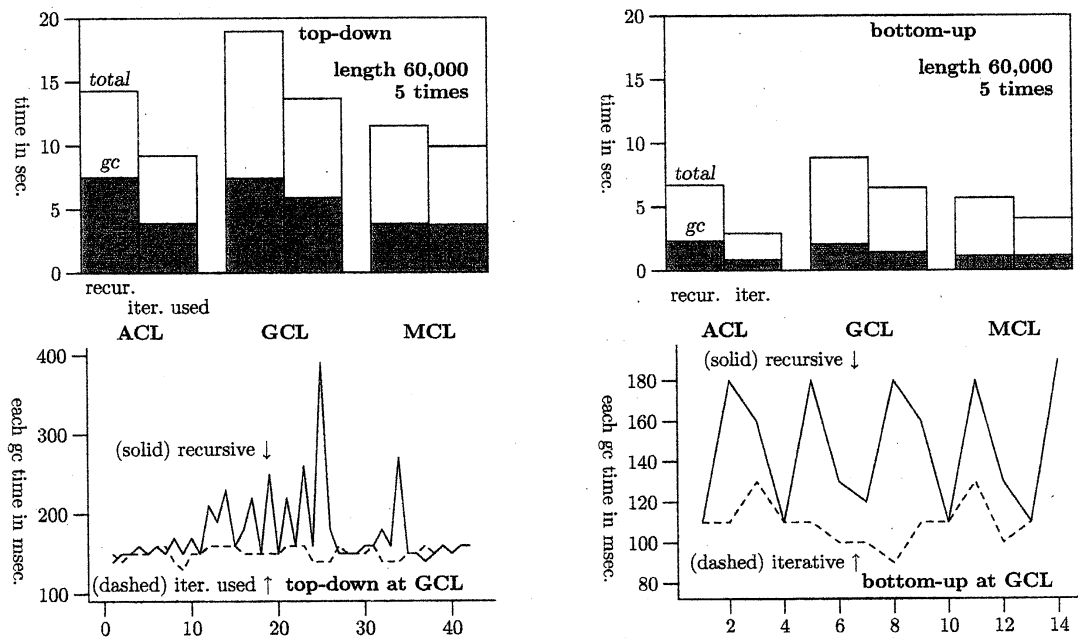 20
15
10
5
0
time in sec.
top-down
length 60,000
5 times
total
gc
recur.
iter. used
ACL GCL MCL
20
15
10
5
0
time in sec.
bottom-up
length 60,000
5 times
total
gc
recur. iter.
ACL GCL MCL
400
300
200
100
each gc time in msec.
(solid) recursive ↓
(dashed) iter. used ↑ top-down at GCL
0 10 20 30 40
180
160
140
120
100
80
each gc time in msec.
(solid) recursive ↓
(dashed) iterative ↑
bottom-up at GCL
2 4 6 8 10 12 14